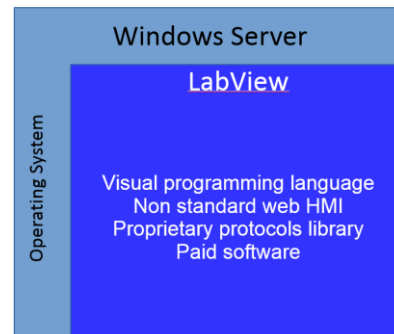 Windows Server
Operating System
LabView
Visual programming language
Non standard web HMI
Proprietary protocols library
Paid software